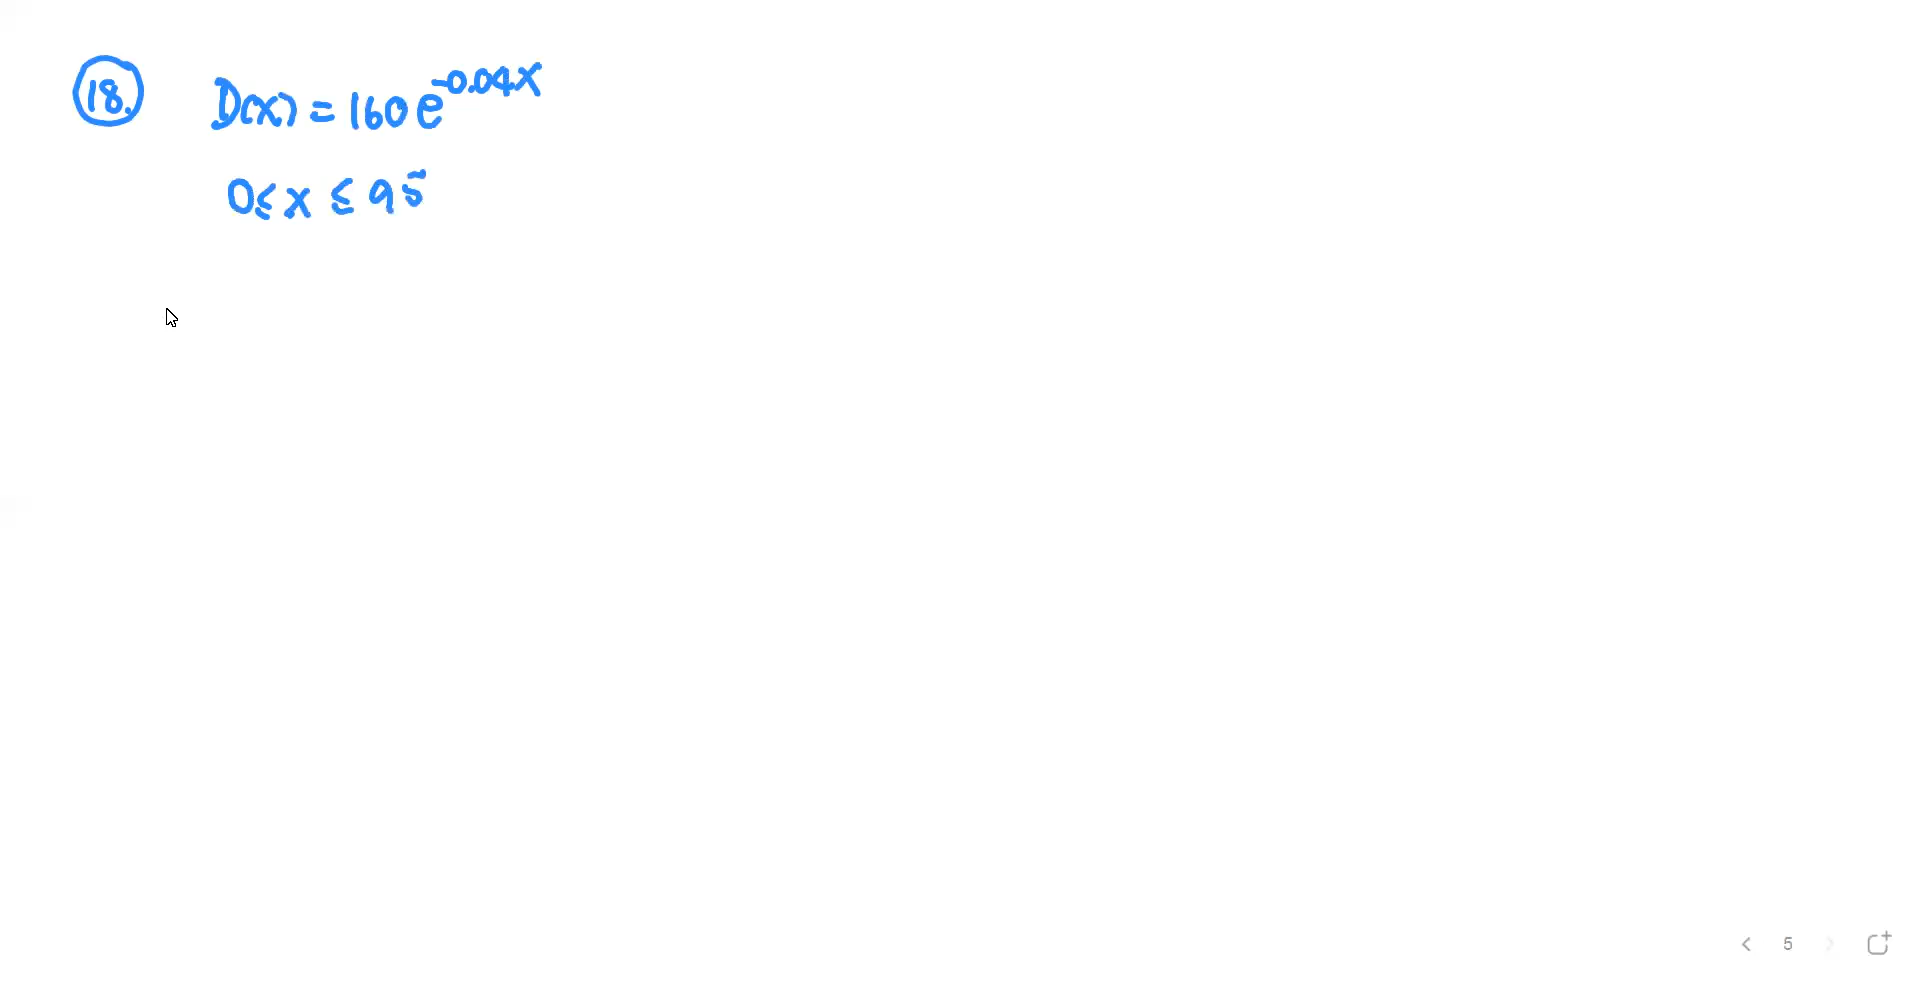 18. D(x) = 160e^{-0.04x}
0 ≤ x ≤ 95
5